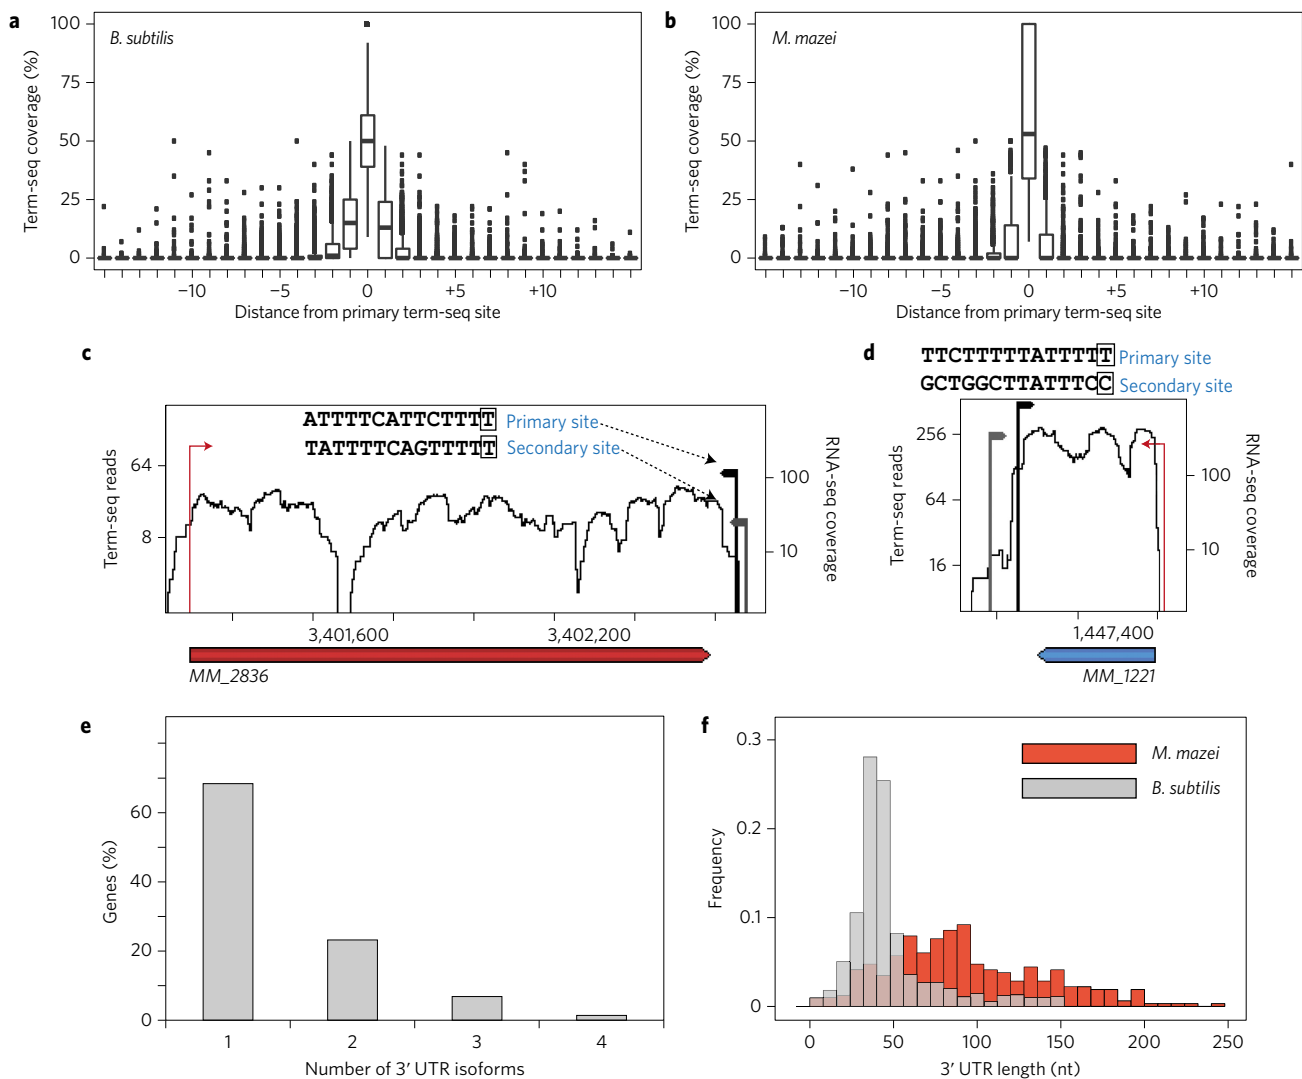 a
B. subtilis
100
75
50
25
0
Term-seq coverage (%)
−10
−5
0
+5
+10
Distance from primary term-seq site
b
M. mazei
100
75
50
25
0
Term-seq coverage (%)
−10
−5
0
+5
+10
Distance from primary term-seq site
c
ATTTTCATTCTTTT Primary site
TATTTTCAGTTTTT Secondary site
64
8
Term-seq reads
100
10
RNA-seq coverage
3,401,600
3,402,200
MM_2836
d
TTCTTTTTATTTTT Primary site
GCTGGCTTATTTCC Secondary site
256
64
16
Term-seq reads
100
10
RNA-seq coverage
1,447,400
MM_1221
e
60
40
20
0
Genes (%)
1
2
3
4
Number of 3′ UTR isoforms
f
0.3
0.2
0.1
0
Frequency
M. mazei
B. subtilis
0
50
100
150
200
250
3′ UTR length (nt)